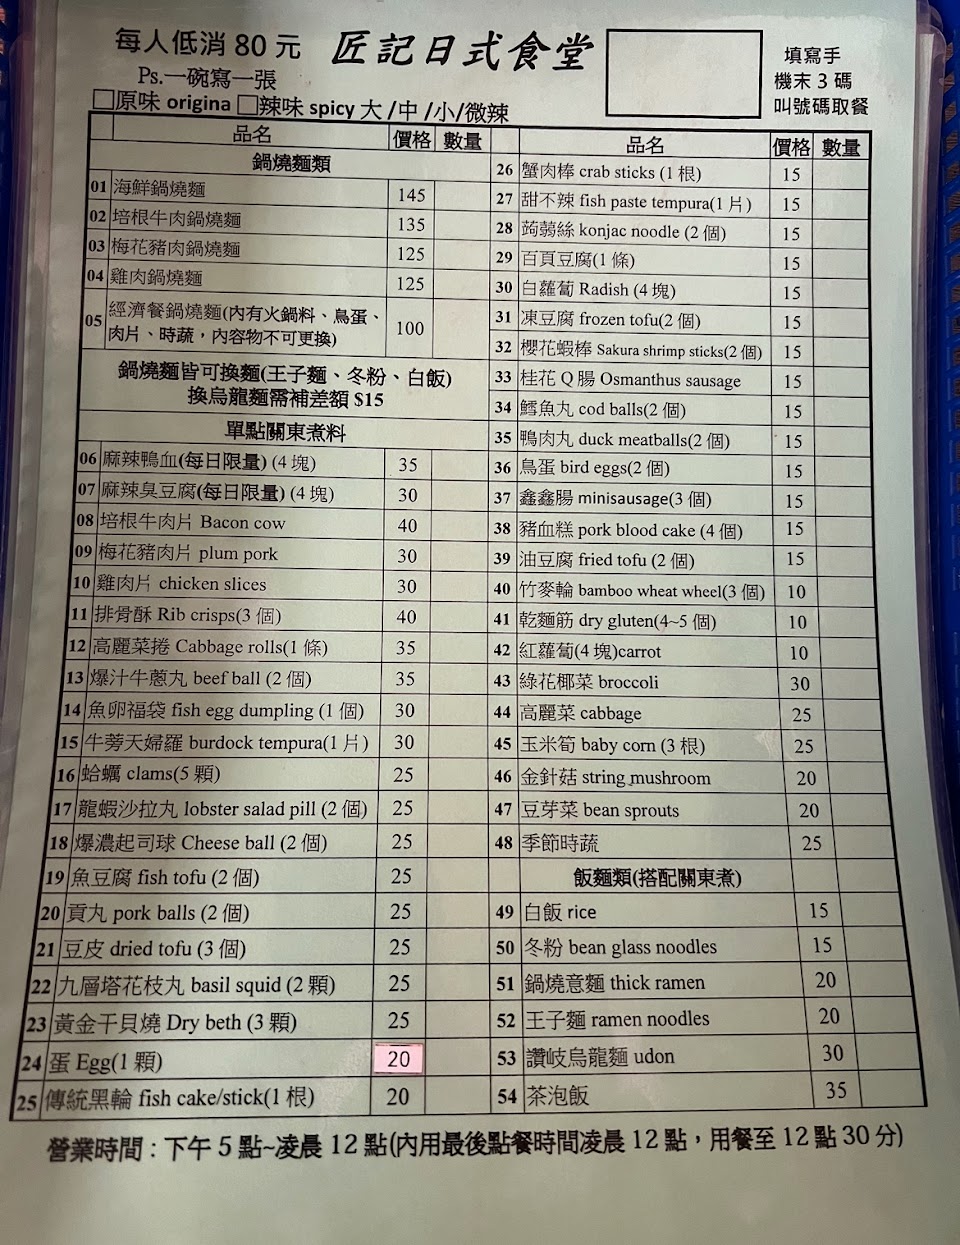 每人低消 80 元
匠記日式食堂
填寫手
機末 3 碼
叫號碼取餐
Ps.一碗寫一張
□原味 origina □辣味 spicy 大 /中 /小/微辣
品名 價格 數量
鍋燒麵類
01 海鮮鍋燒麵 145
02 培根牛肉鍋燒麵 135
03 梅花豬肉鍋燒麵 125
04 雞肉鍋燒麵 125
05 經濟餐鍋燒麵(內有火鍋料、鳥蛋、
肉片、時蔬，內容物不可更換) 100
鍋燒麵皆可換麵(王子麵、冬粉、白飯)
換烏龍麵需補差額 $15
單點關東煮料
06 麻辣鴨血(每日限量) (4 塊) 35
07 麻辣臭豆腐(每日限量) (4 塊) 30
08 培根牛肉片 Bacon cow 40
09 梅花豬肉片 plum pork 30
10 雞肉片 chicken slices 30
11 排骨酥 Rib crisps(3 個) 40
12 高麗菜捲 Cabbage rolls(1 條) 35
13 爆汁牛蔥丸 beef ball (2 個) 35
14 魚卵福袋 fish egg dumpling (1 個) 30
15 牛蒡天婦羅 burdock tempura(1 片) 30
16 蛤蠣 clams(5 顆) 25
17 龍蝦沙拉丸 lobster salad pill (2 個) 25
18 爆濃起司球 Cheese ball (2 個) 25
19 魚豆腐 fish tofu (2 個) 25
20 貢丸 pork balls (2 個) 25
21 豆皮 dried tofu (3 個) 25
22 九層塔花枝丸 basil squid (2 顆) 25
23 黃金干貝燒 Dry beth (3 顆) 25
24 蛋 Egg(1 顆) 20
25 傳統黑輪 fish cake/stick(1 根) 20
品名 價格 數量
26 蟹肉棒 crab sticks (1 根) 15
27 甜不辣 fish paste tempura(1 片) 15
28 蒟蒻絲 konjac noodle (2 個) 15
29 百頁豆腐(1 條) 15
30 白蘿蔔 Radish (4 塊) 15
31 凍豆腐 frozen tofu(2 個) 15
32 櫻花蝦棒 Sakura shrimp sticks(2 個) 15
33 桂花 Q 腸 Osmanthus sausage 15
34 鱈魚丸 cod balls(2 個) 15
35 鴨肉丸 duck meatballs(2 個) 15
36 鳥蛋 bird eggs(2 個) 15
37 鑫鑫腸 minisausage(3 個) 15
38 豬血糕 pork blood cake (4 個) 15
39 油豆腐 fried tofu (2 個) 15
40 竹麥輪 bamboo wheat wheel(3 個) 10
41 乾麵筋 dry gluten(4~5 個) 10
42 紅蘿蔔(4 塊)carrot 10
43 綠花椰菜 broccoli 30
44 高麗菜 cabbage 25
45 玉米筍 baby corn (3 根) 25
46 金針菇 string mushroom 20
47 豆芽菜 bean sprouts 20
48 季節時蔬 25
飯麵類(搭配關東煮)
49 白飯 rice 15
50 冬粉 bean glass noodles 15
51 鍋燒意麵 thick ramen 20
52 王子麵 ramen noodles 20
53 讚岐烏龍麵 udon 30
54 茶泡飯 35
營業時間：下午 5 點~凌晨 12 點(內用最後點餐時間凌晨 12 點，用餐至 12 點 30 分)